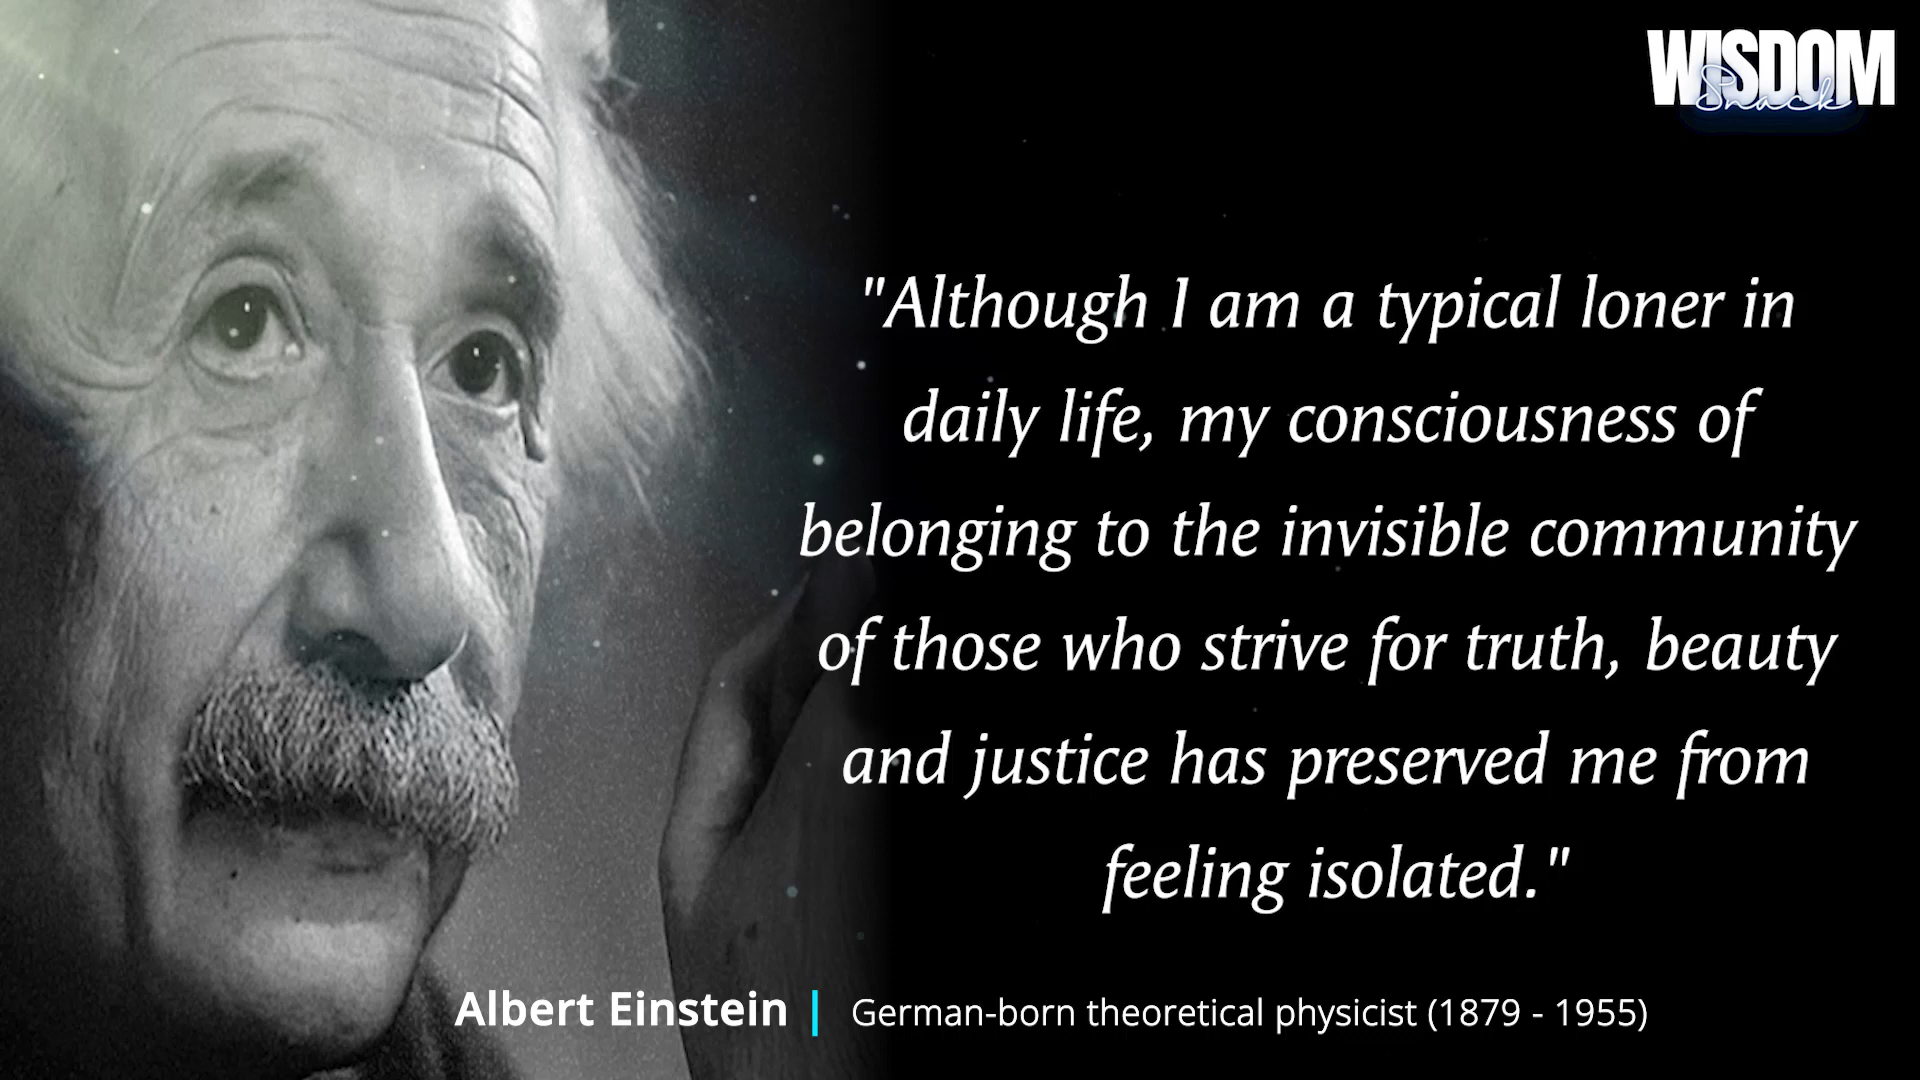 WISDOM
Snack
"Although I am a typical loner in
daily life, my consciousness of
belonging to the invisible community
of those who strive for truth, beauty
and justice has preserved me from
feeling isolated."
Albert Einstein | German-born theoretical physicist (1879 - 1955)